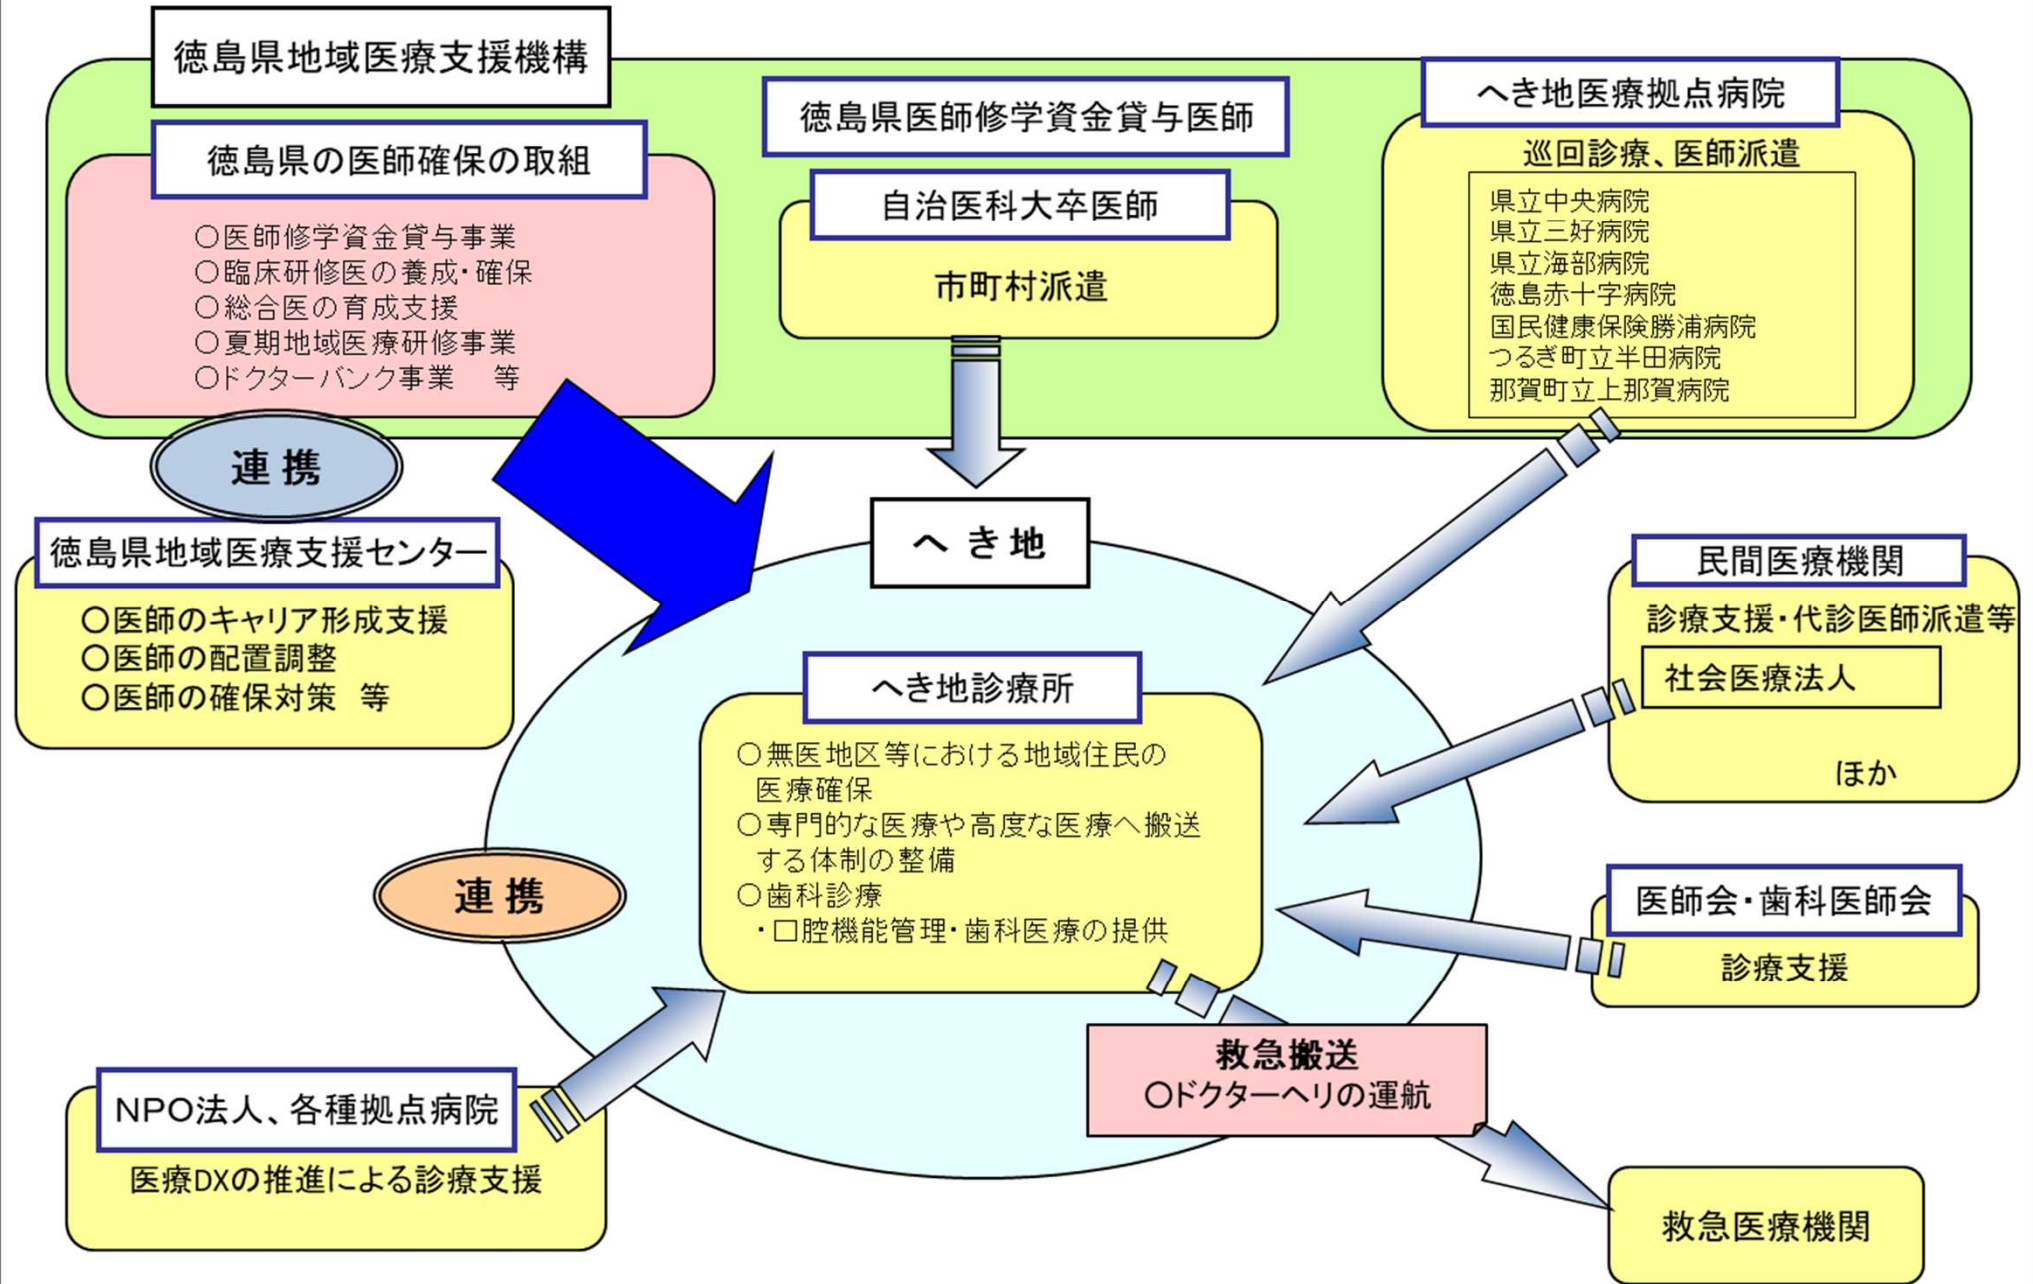 徳島県地域医療支援機構
徳島県の医師確保の取組
○医師修学資金貸与事業
○臨床研修医の養成・確保
○総合医の育成支援
○夏期地域医療研修事業
○ドクターバンク事業　等
徳島県医師修学資金貸与医師
自治医科大卒医師
市町村派遣
へき地医療拠点病院
巡回診療、医師派遣
県立中央病院
県立三好病院
県立海部病院
徳島赤十字病院
国民健康保険勝浦病院
つるぎ町立半田病院
那賀町立上那賀病院
連携
徳島県地域医療支援センター
○医師のキャリア形成支援
○医師の配置調整
○医師の確保対策　等
へき地
へき地診療所
○無医地区等における地域住民の
医療確保
○専門的な医療や高度な医療へ搬送
する体制の整備
○歯科診療
・口腔機能管理・歯科医療の提供
連携
民間医療機関
診療支援・代診医師派遣等
社会医療法人
ほか
医師会・歯科医師会
診療支援
NPO法人、各種拠点病院
医療DXの推進による診療支援
救急搬送
○ドクターヘリの運航
救急医療機関